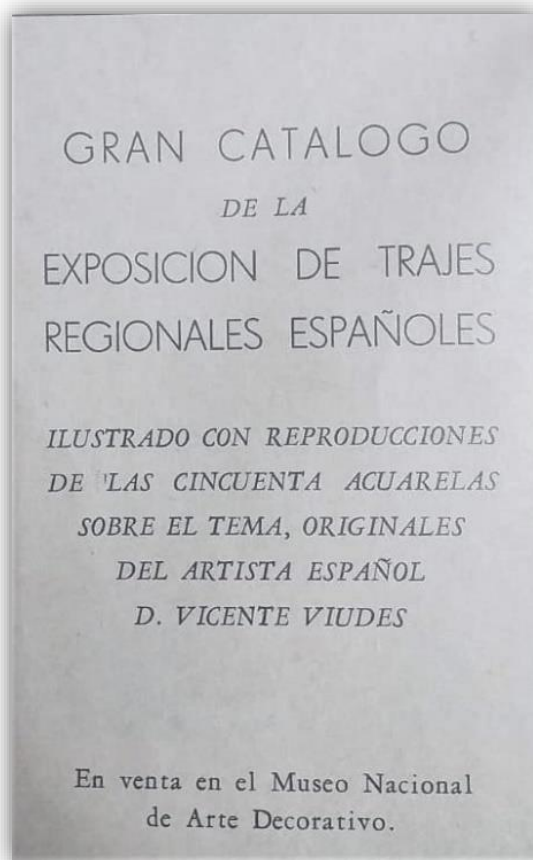 GRAN CATALOGO
DE LA
EXPOSICION DE TRAJES
REGIONALES ESPAÑOLES
ILUSTRADO CON REPRODUCCIONES
DE 'LAS CINCUENTA ACUARELAS
SOBRE EL TEMA, ORIGINALES
DEL ARTISTA ESPAÑOL
D. VICENTE VIUDES
En venta en el Museo Nacional
de Arte Decorativo.